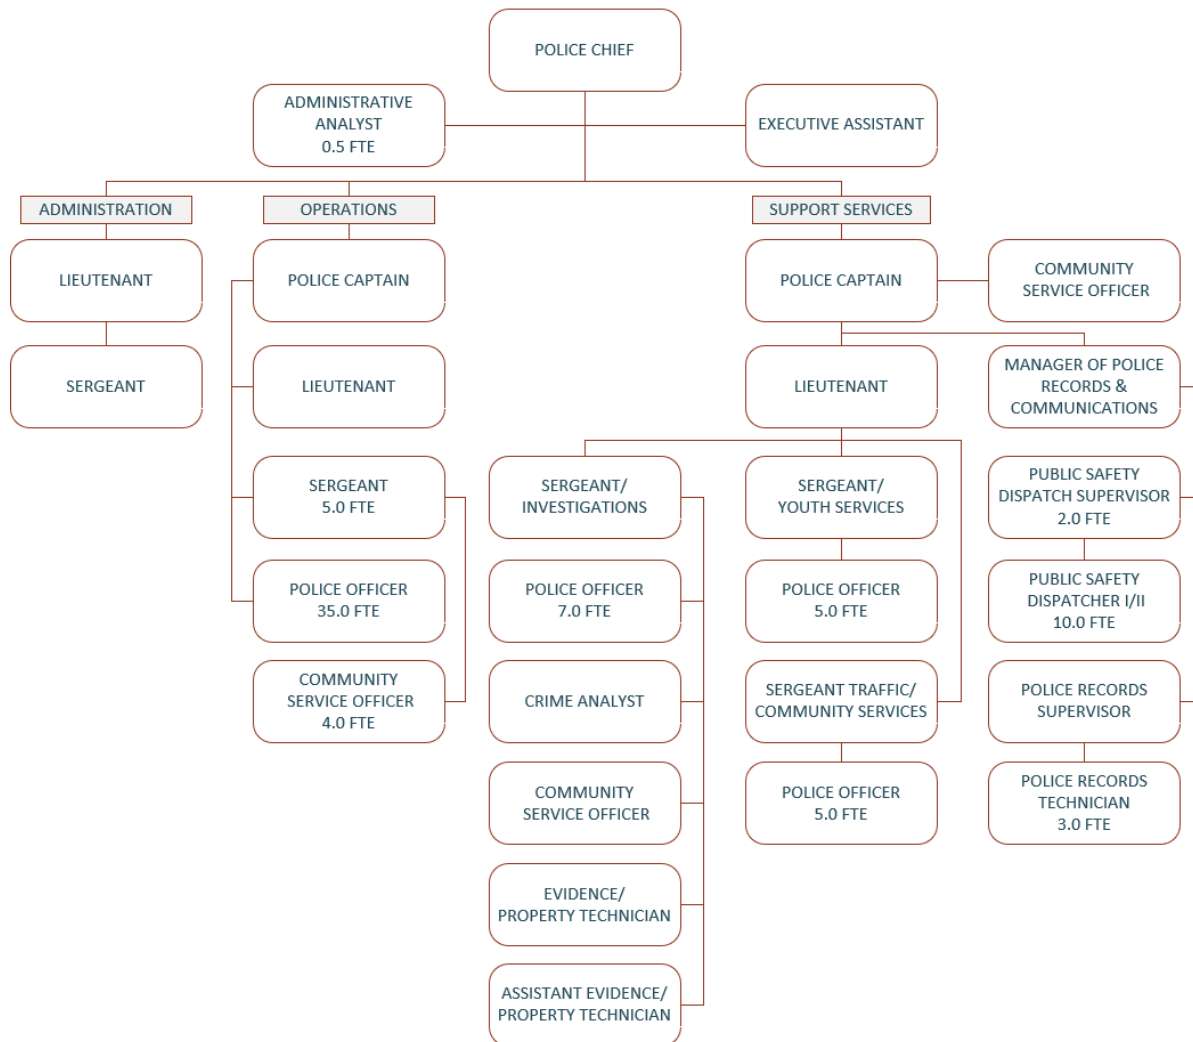 POLICE CHIEF
ADMINISTRATIVE
ANALYST
0.5 FTE
EXECUTIVE ASSISTANT
ADMINISTRATION
OPERATIONS
SUPPORT SERVICES
LIEUTENANT
POLICE CAPTAIN
POLICE CAPTAIN
COMMUNITY
SERVICE OFFICER
SERGEANT
LIEUTENANT
LIEUTENANT
MANAGER OF POLICE
RECORDS &
COMMUNICATIONS
SERGEANT
5.0 FTE
SERGEANT/
INVESTIGATIONS
SERGEANT/
YOUTH SERVICES
PUBLIC SAFETY
DISPATCH SUPERVISOR
2.0 FTE
POLICE OFFICER
35.0 FTE
POLICE OFFICER
7.0 FTE
POLICE OFFICER
5.0 FTE
PUBLIC SAFETY
DISPATCHER I/II
10.0 FTE
COMMUNITY
SERVICE OFFICER
4.0 FTE
CRIME ANALYST
SERGEANT TRAFFIC/
COMMUNITY SERVICES
POLICE RECORDS
SUPERVISOR
COMMUNITY
SERVICE OFFICER
POLICE OFFICER
5.0 FTE
POLICE RECORDS
TECHNICIAN
3.0 FTE
EVIDENCE/
PROPERTY TECHNICIAN
ASSISTANT EVIDENCE/
PROPERTY TECHNICIAN